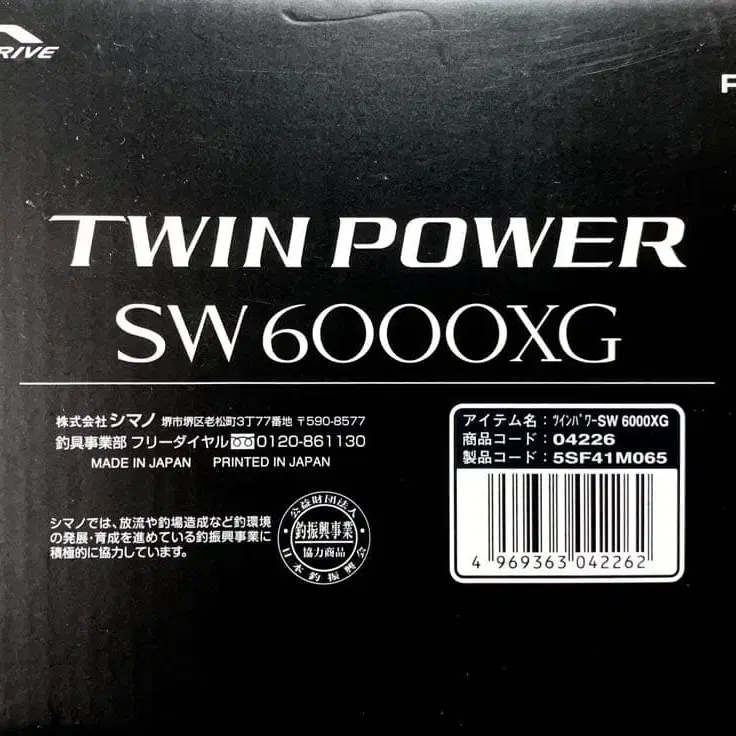 RIVE
TWIN POWER
SW 6000XG
株式会社 シマノ 堺市堺区老松町3丁77番地 〒590-8577
釣具事業部 フリーダイヤル 0120-861130
MADE IN JAPAN PRINTED IN JAPAN
シマノでは、放流や釣場造成など釣環境
の発展・育成を進めている釣振興事業に
積極的に協力しています。
公益財団法人
釣振興事業
協力商品
日本釣振興会
アイテム名：ﾂｲﾝﾊﾟﾜｰSW 6000XG
商品コード：04226
製品コード：5SF41M065
4 969363 042262